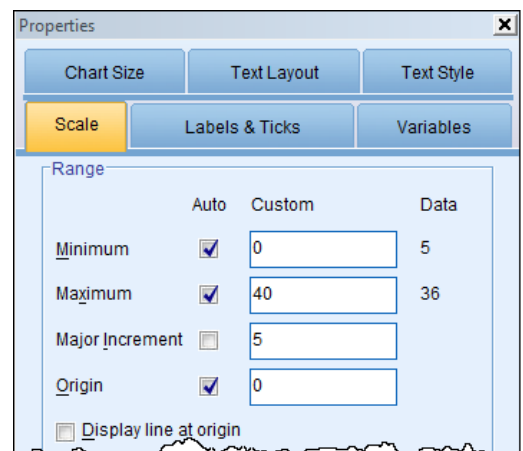 Properties
Chart Size Text Layout Text Style
Scale Labels & Ticks Variables
Range
Auto Custom Data
Minimum 0 5
Maximum 40 36
Major Increment 5
Origin 0
Display line at origin